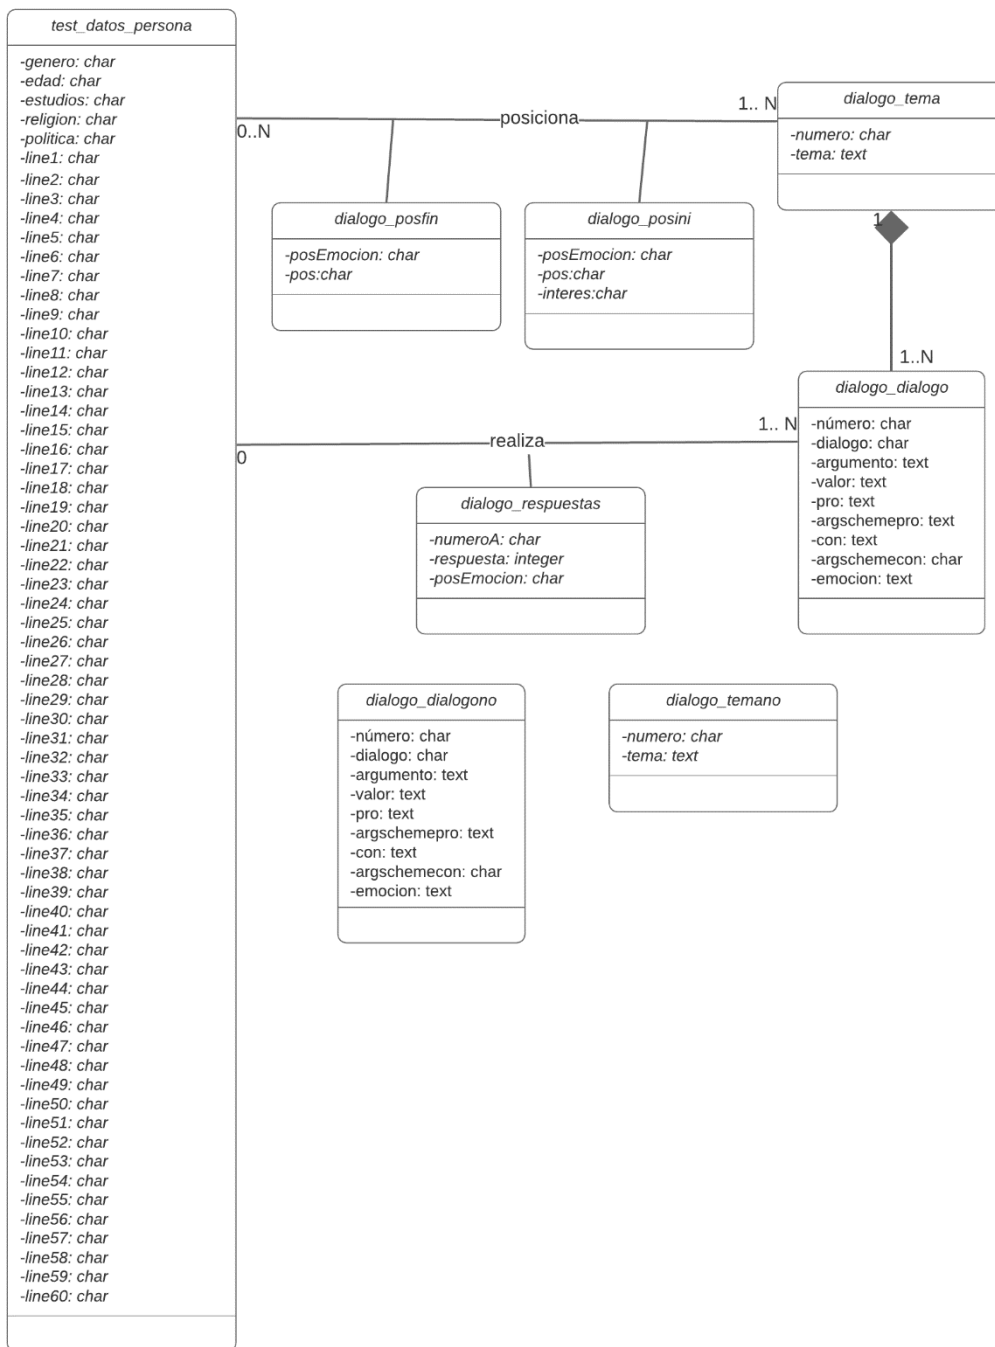 test_datos_persona
-genero: char
-edad: char
-estudios: char
-religion: char
-politica: char
-line1: char
-line2: char
-line3: char
-line4: char
-line5: char
-line6: char
-line7: char
-line8: char
-line9: char
-line10: char
-line11: char
-line12: char
-line13: char
-line14: char
-line15: char
-line16: char
-line17: char
-line18: char
-line19: char
-line20: char
-line21: char
-line22: char
-line23: char
-line24: char
-line25: char
-line26: char
-line27: char
-line28: char
-line29: char
-line30: char
-line31: char
-line32: char
-line33: char
-line34: char
-line35: char
-line36: char
-line37: char
-line38: char
-line39: char
-line40: char
-line41: char
-line42: char
-line43: char
-line44: char
-line45: char
-line46: char
-line47: char
-line48: char
-line49: char
-line50: char
-line51: char
-line52: char
-line53: char
-line54: char
-line55: char
-line56: char
-line57: char
-line58: char
-line59: char
-line60: char
0..N
posiciona
1.. N
dialogo_tema
-numero: char
-tema: text
dialogo_posfin
-posEmocion: char
-pos:char
dialogo_posini
-posEmocion: char
-pos:char
-interes:char
1
1..N
dialogo_dialogo
-número: char
-dialogo: char
-argumento: text
-valor: text
-pro: text
-argschemepro: text
-con: text
-argschemecon: char
-emocion: text
0
realiza
1.. N
dialogo_respuestas
-numeroA: char
-respuesta: integer
-posEmocion: char
dialogo_dialogono
-número: char
-dialogo: char
-argumento: text
-valor: text
-pro: text
-argschemepro: text
-con: text
-argschemecon: char
-emocion: text
dialogo_temano
-numero: char
-tema: text